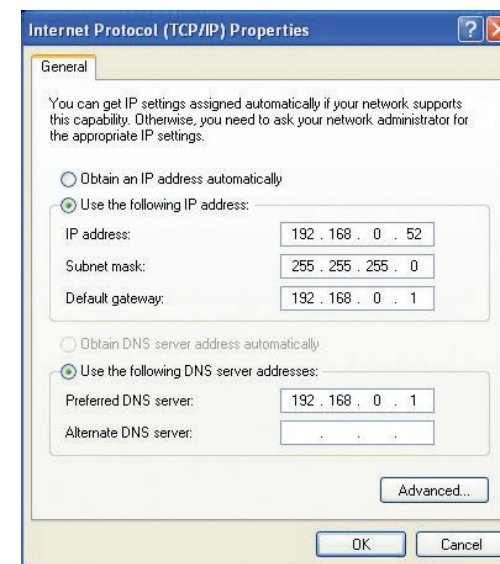 Internet Protocol (TCP/IP) Properties
General
You can get IP settings assigned automatically if your network supports
this capability. Otherwise, you need to ask your network administrator for
the appropriate IP settings.
Obtain an IP address automatically
Use the following IP address:
IP address: 192 . 168 . 0 . 52
Subnet mask: 255 . 255 . 255 . 0
Default gateway: 192 . 168 . 0 . 1
Obtain DNS server address automatically
Use the following DNS server addresses:
Preferred DNS server: 192 . 168 . 0 . 1
Alternate DNS server: . . .
Advanced...
OK Cancel